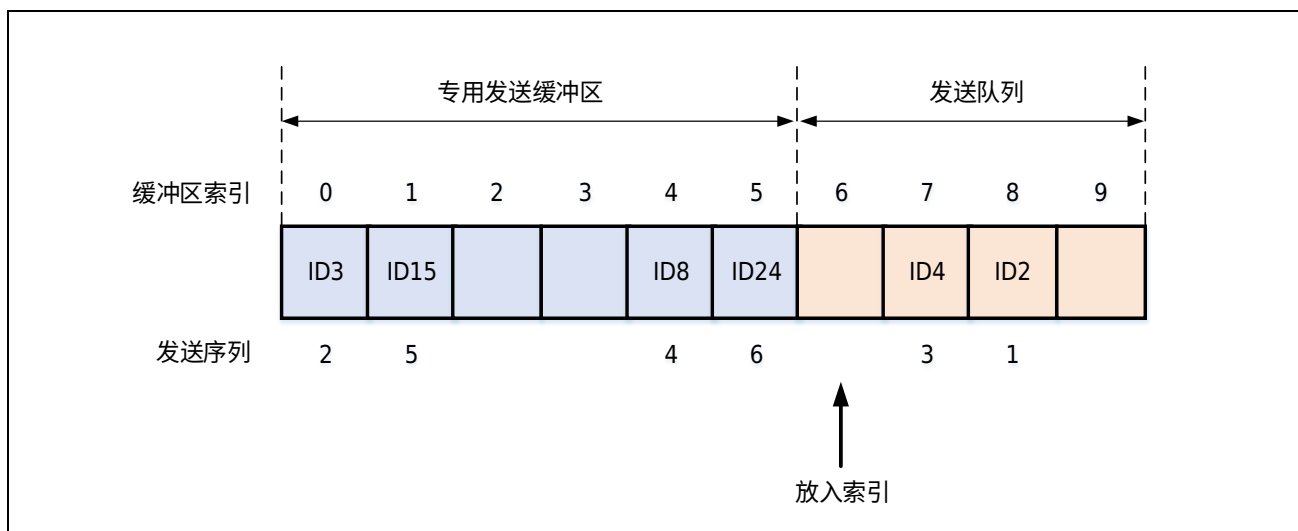 专用发送缓冲区 发送队列
缓冲区索引 0 1 2 3 4 5 6 7 8 9
ID3 ID15 ID8 ID24 ID4 ID2
发送序列 2 5 4 6 3 1
放入索引